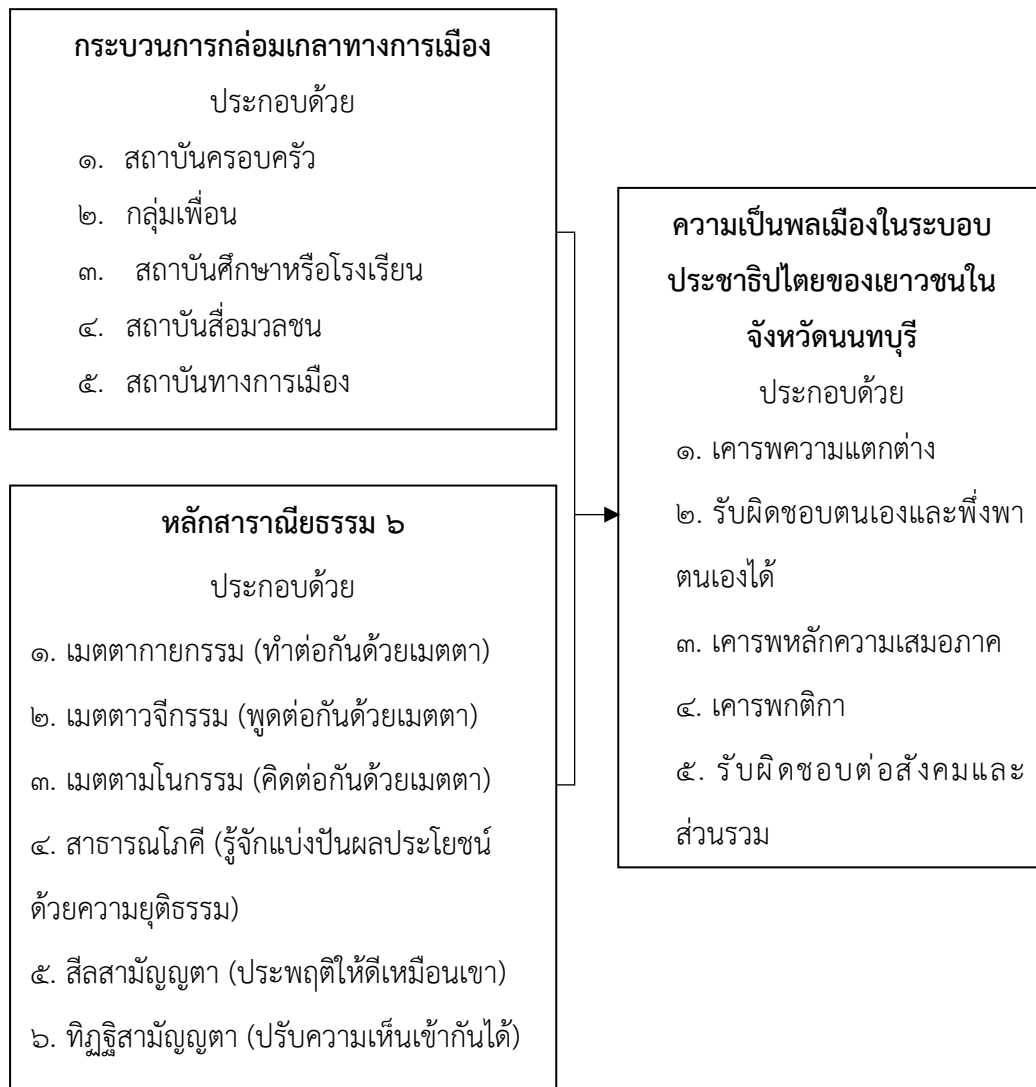 กระบวนการกล่อมเกลาทางการเมือง
ประกอบด้วย
๑. สถาบันครอบครัว
๒. กลุ่มเพื่อน
๓. สถาบันศึกษาหรือโรงเรียน
๔. สถาบันสื่อมวลชน
๕. สถาบันทางการเมือง
หลักสาราณียธรรม ๖
ประกอบด้วย
๑. เมตตากายกรรม (ทำต่อกันด้วยเมตตา)
๒. เมตตาวจีกรรม (พูดต่อกันด้วยเมตตา)
๓. เมตตามโนกรรม (คิดต่อกันด้วยเมตตา)
๔. สาธารณโภคี (รู้จักแบ่งปันผลประโยชน์
ด้วยความยุติธรรม)
๕. สีลสามัญญตา (ประพฤติให้ดีเหมือนเขา)
๖. ทิฏฐิสามัญญตา (ปรับความเห็นเข้ากันได้)
ความเป็นพลเมืองในระบอบ
ประชาธิปไตยของเยาวชนใน
จังหวัดนนทบุรี
ประกอบด้วย
๑. เคารพความแตกต่าง
๒. รับผิดชอบตนเองและพึ่งพา
ตนเองได้
๓. เคารพหลักความเสมอภาค
๔. เคารพกติกา
๕. รับผิดชอบต่อสังคมและ
ส่วนรวม